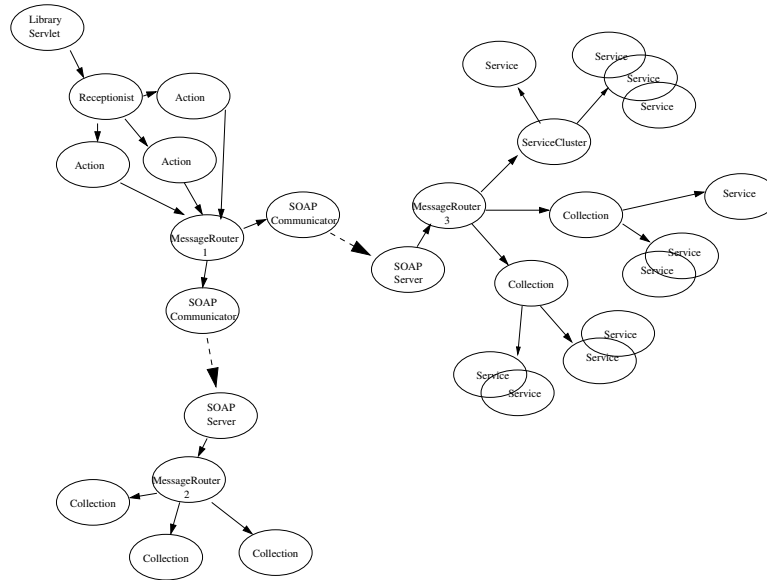 Library
Servlet
Receptionist
Action
Action
Action
MessageRouter
1
SOAP
Communicator
SOAP
Communicator
SOAP
Server
MessageRouter
2
Collection
Collection
Collection
SOAP
Server
MessageRouter
3
ServiceCluster
Service
Service
Service
Service
Collection
Service
Service
Service
Collection
Service
Service
Service
Service